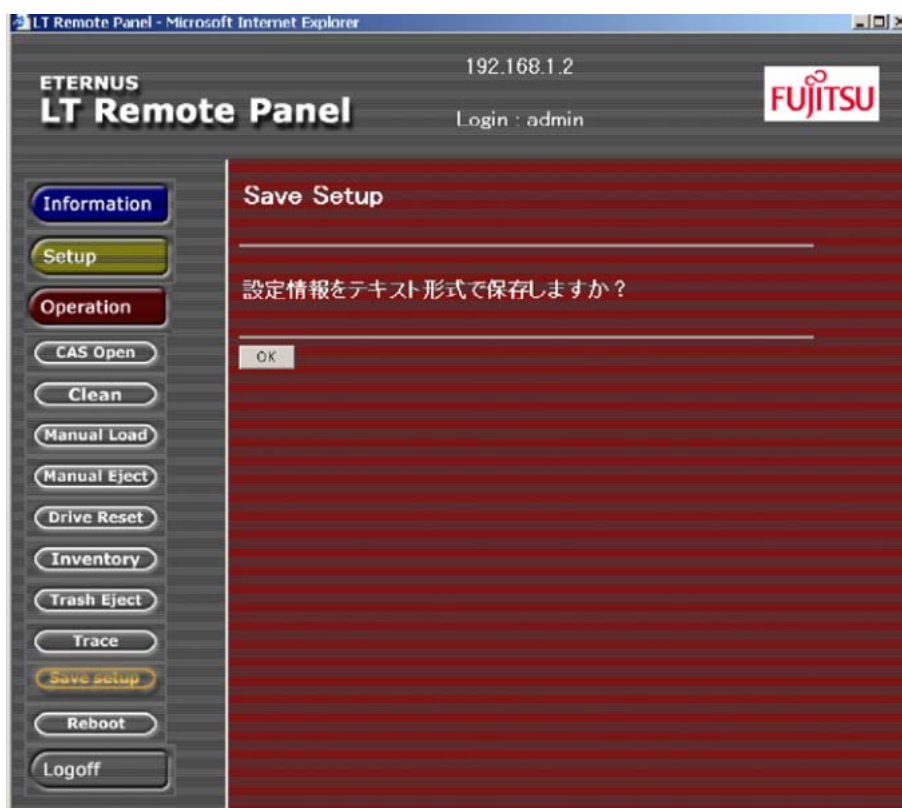 LT Remote Panel - Microsoft Internet Explorer
ETERNUS
LT Remote Panel
192.168.1.2
Login : admin
FUJITSU
Information
Setup
Operation
CAS Open
Clean
Manual Load
Manual Eject
Drive Reset
Inventory
Trash Eject
Trace
Save setup
Reboot
Logoff
Save Setup
設定情報をテキスト形式で保存しますか？
OK